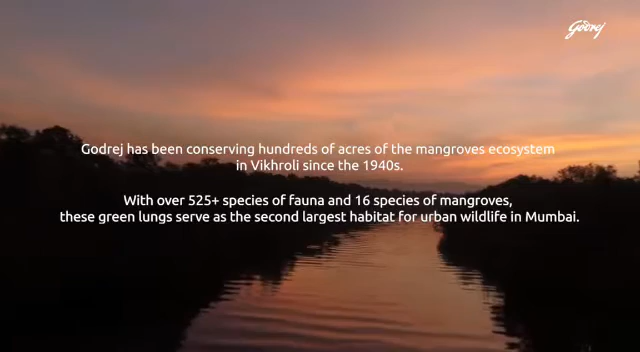 Godrej
Godrej has been conserving hundreds of acres of the mangroves ecosystem
in Vikhroli since the 1940s.
With over 525+ species of fauna and 16 species of mangroves,
these green lungs serve as the second largest habitat for urban wildlife in Mumbai.